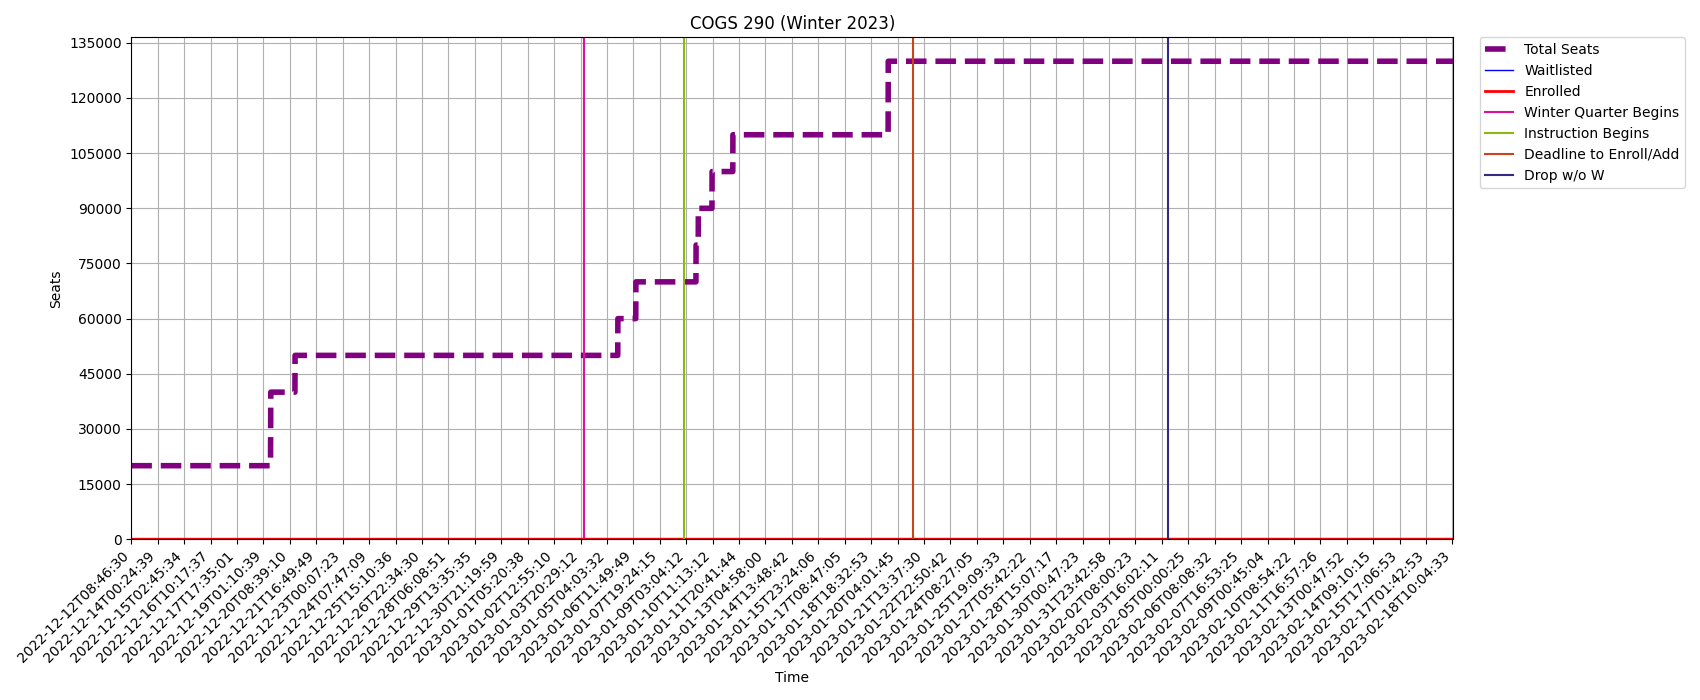 COGS 290 (Winter 2023)
135000
120000
105000
90000
75000
60000
45000
30000
15000
0
Seats
2022-12-12T08:46:30
2022-12-14T00:24:39
2022-12-15T02:45:34
2022-12-16T10:17:37
2022-12-17T17:35:01
2022-12-19T01:10:39
2022-12-20T08:39:10
2022-12-21T16:49:49
2022-12-23T00:07:23
2022-12-24T07:47:09
2022-12-25T15:10:36
2022-12-26T22:34:30
2022-12-28T06:08:51
2022-12-29T13:35:35
2022-12-30T21:19:59
2023-01-01T05:20:38
2023-01-02T12:55:10
2023-01-03T20:29:12
2023-01-05T04:03:32
2023-01-06T11:49:49
2023-01-07T19:24:15
2023-01-09T03:04:12
2023-01-10T11:13:12
2023-01-11T20:41:44
2023-01-13T04:58:00
2023-01-14T13:48:42
2023-01-15T23:24:06
2023-01-17T08:47:05
2023-01-18T18:32:53
2023-01-20T04:01:45
2023-01-21T13:37:30
2023-01-22T22:50:42
2023-01-24T08:27:05
2023-01-25T19:09:33
2023-01-27T05:42:22
2023-01-28T15:07:17
2023-01-30T00:47:23
2023-01-31T23:42:58
2023-02-02T08:00:23
2023-02-03T16:02:11
2023-02-05T00:00:25
2023-02-06T08:08:32
2023-02-07T16:53:25
2023-02-09T00:45:04
2023-02-10T08:54:22
2023-02-11T16:57:26
2023-02-13T00:47:52
2023-02-14T09:10:15
2023-02-15T17:06:53
2023-02-17T01:42:53
2023-02-18T10:04:33
Time
Total Seats
Waitlisted
Enrolled
Winter Quarter Begins
Instruction Begins
Deadline to Enroll/Add
Drop w/o W